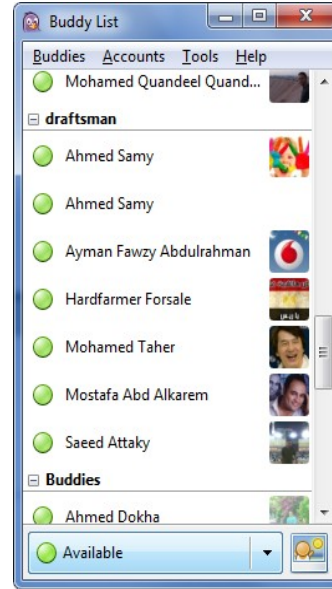 Buddy List
Buddies Accounts Tools Help
Mohamed Quandeel Quand...
draftsman
Ahmed Samy
Ahmed Samy
Ayman Fawzy Abdulrahman
Hardfarmer Forsale
Mohamed Taher
Mostafa Abd Alkarem
Saeed Attaky
Buddies
Ahmed Dokha
Available